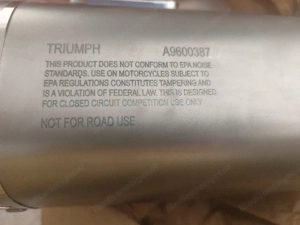 TRIUMPH A9600387
THIS PRODUCT DOES NOT CONFORM TO EPA NOISE
STANDARDS. USE ON MOTORCYCLES SUBJECT TO
EPA REGULATIONS CONSTITUTES TAMPERING AND
IS A VIOLATION OF FEDERAL LAW. THIS IS DESIGNED
FOR CLOSED CIRCUIT COMPETITION USE ONLY
NOT FOR ROAD USE